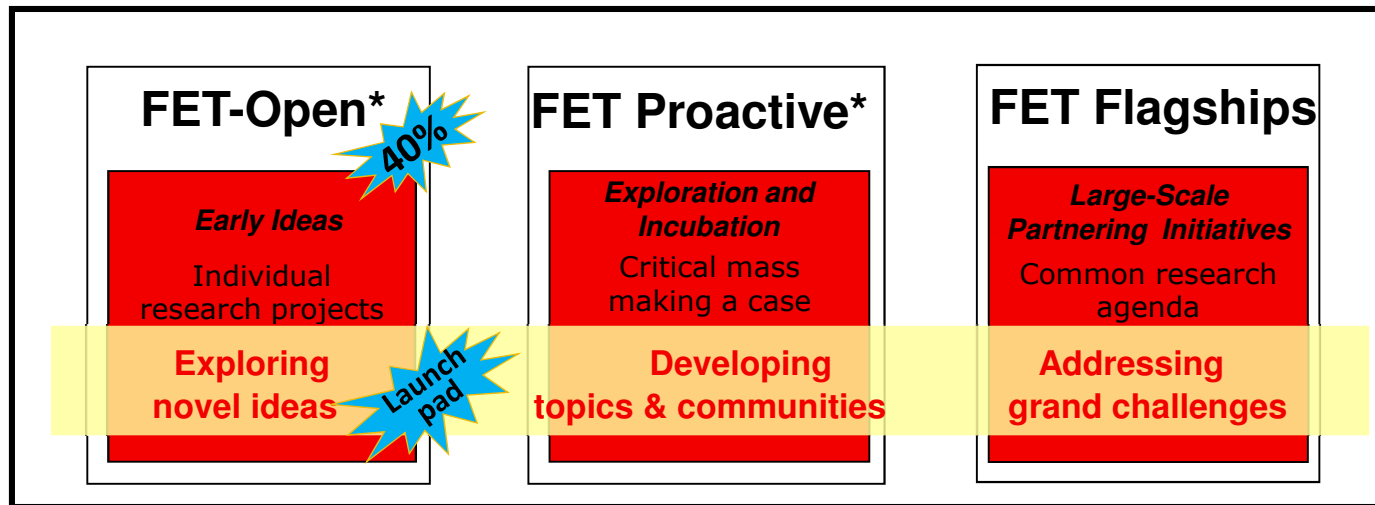 FET-Open*
40%
Early Ideas
Individual
research projects
Exploring
novel ideas
Launch
pad
FET Proactive*
Exploration and
Incubation
Critical mass
making a case
Developing
topics & communities
FET Flagships
Large-Scale
Partnering Initiatives
Common research
agenda
Addressing
grand challenges